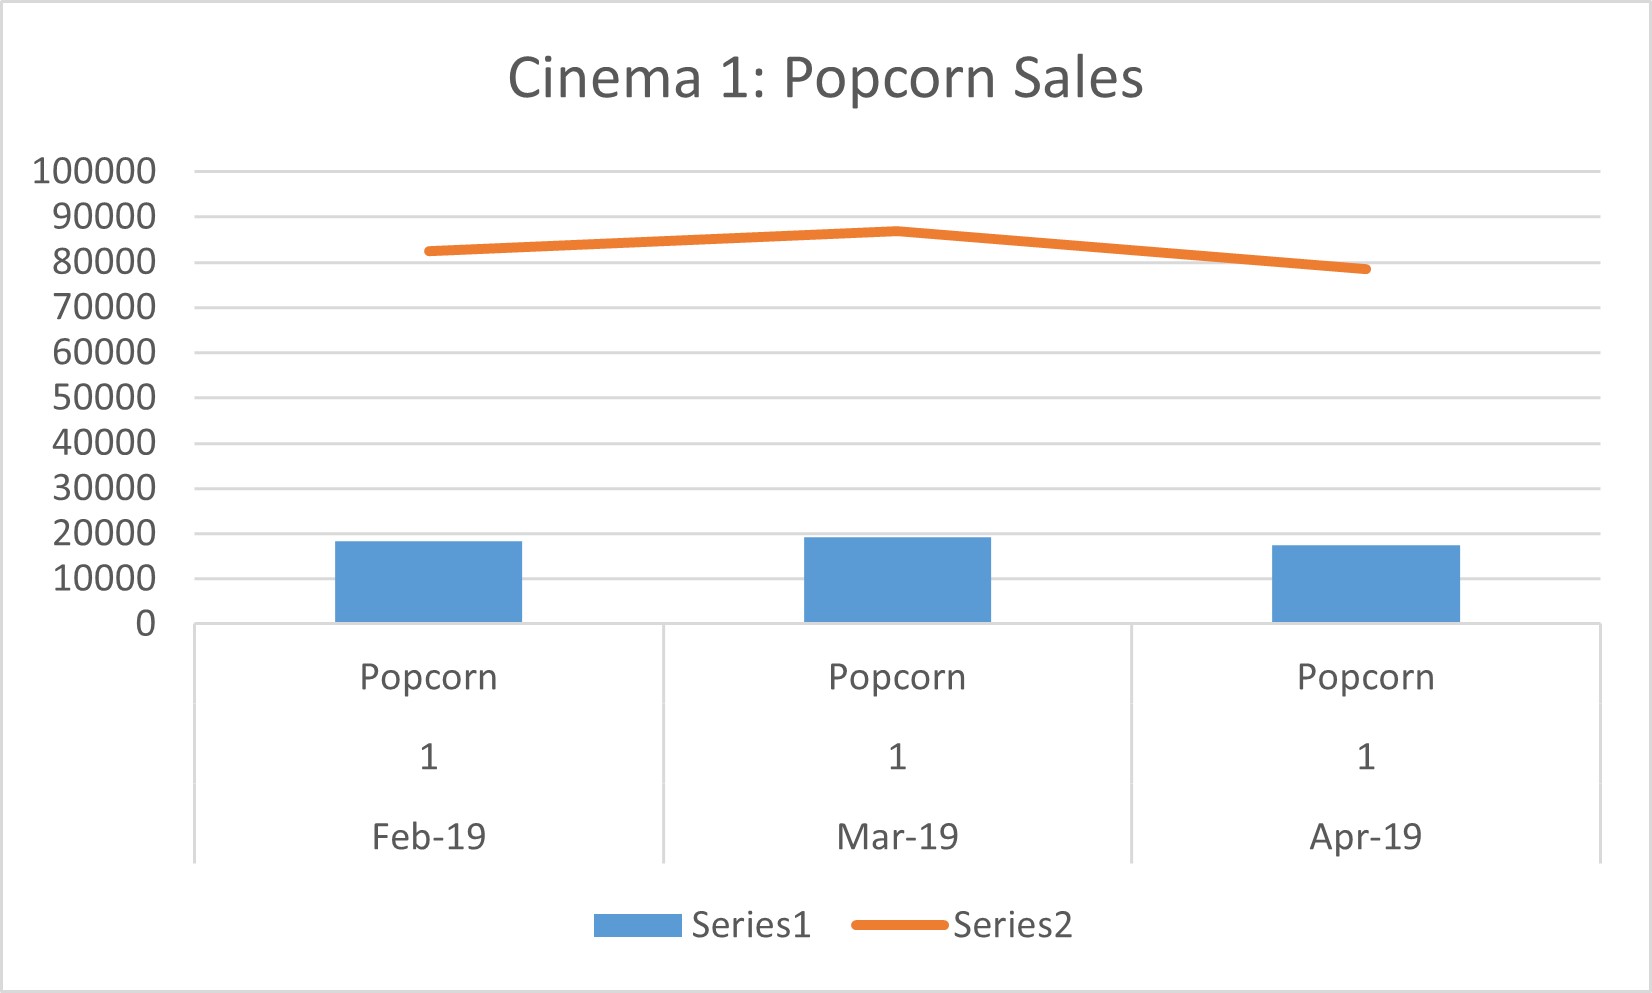 Cinema 1: Popcorn Sales
100000
90000
80000
70000
60000
50000
40000
30000
20000
10000
0
Popcorn Popcorn Popcorn
1 1 1
Feb-19 Mar-19 Apr-19
Series1 Series2